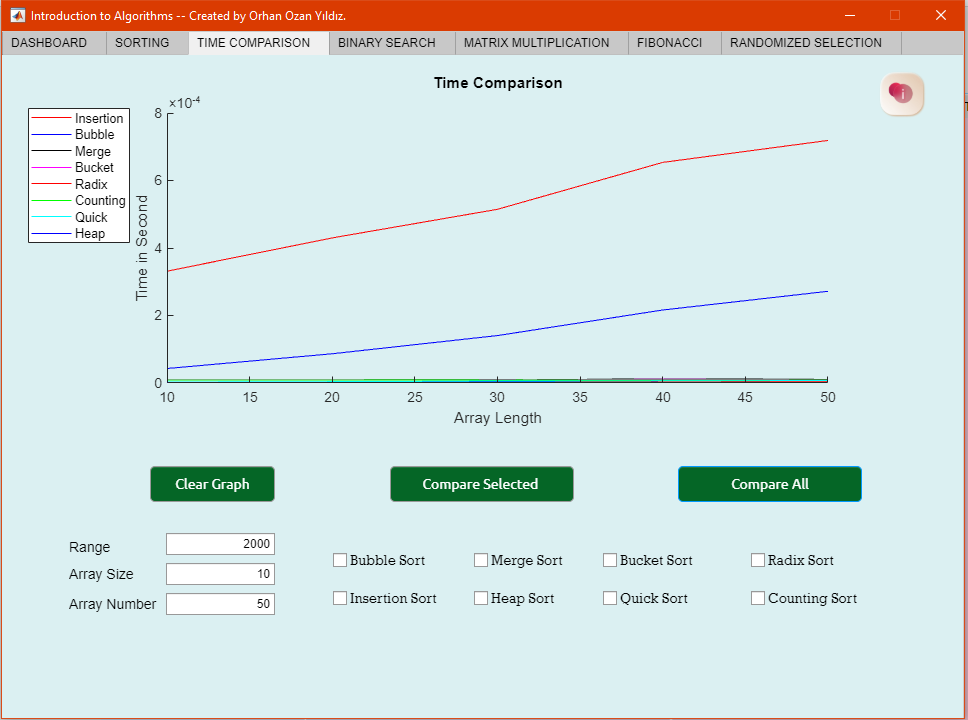 Introduction to Algorithms -- Created by Orhan Ozan Yıldız.
DASHBOARD SORTING TIME COMPARISON BINARY SEARCH MATRIX MULTIPLICATION FIBONACCI RANDOMIZED SELECTION
Time Comparison
i
×10⁻⁴
Insertion
Bubble
Merge
Bucket
Radix
Counting
Quick
Heap
Time in Second
8
6
4
2
0
10 15 20 25 30 35 40 45 50
Array Length
Clear Graph Compare Selected Compare All
Range 2000
Array Size 10
Array Number 50
Bubble Sort Merge Sort Bucket Sort Radix Sort
Insertion Sort Heap Sort Quick Sort Counting Sort